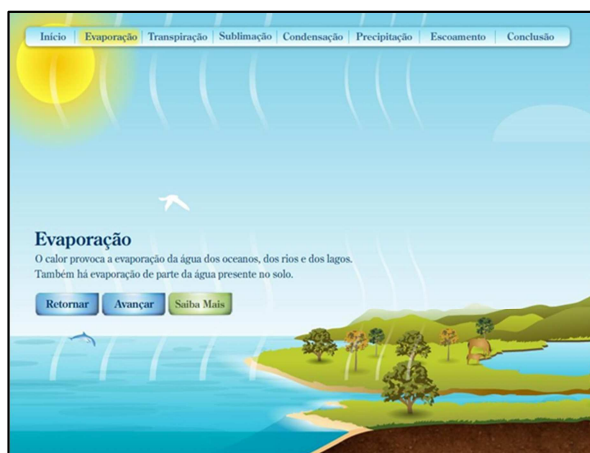 Início Evaporação Transpiração Sublimação Condensação Precipitação Escoamento Conclusão
Evaporação
O calor provoca a evaporação da água dos oceanos, dos rios e dos lagos.
Também há evaporação de parte da água presente no solo.
Retornar Avançar Saiba Mais